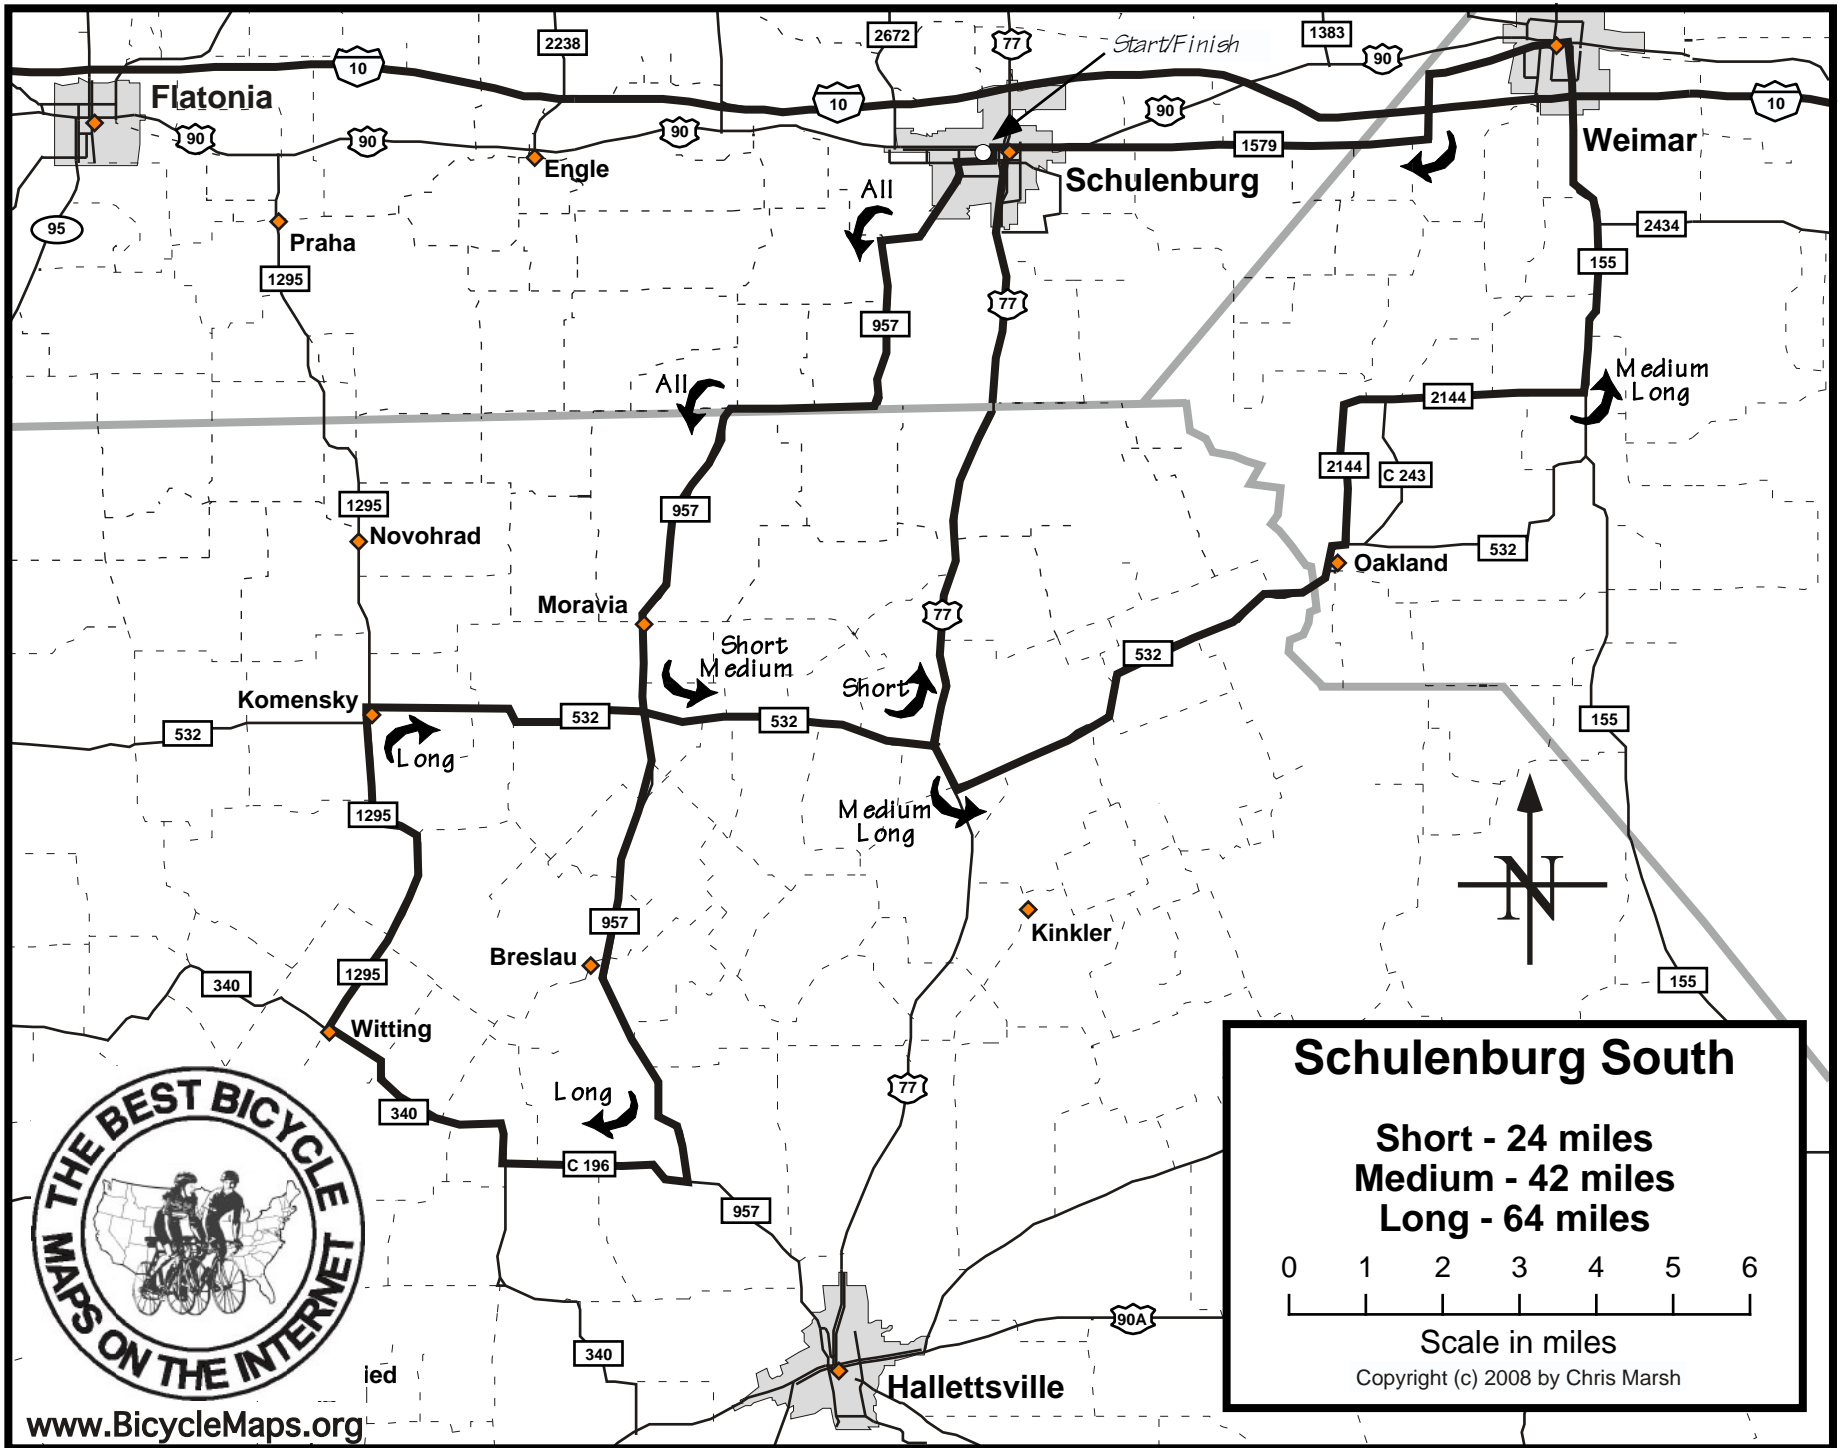 2238
2672
77
Start/Finish
1383
90
10
10
10
Flatonia
90
90
90
90
1579
Weimar
Engle
Schulenburg
All
95
Praha
2434
1295
155
77
957
Medium
Long
All
2144
2144
C 243
1295
957
Novohrad
532
Oakland
Moravia
77
Short
Medium
532
Short
Komensky
532
532
532
155
Long
Medium
Long
1295
N
957
Kinkler
Breslau
1295
340
155
Witting
77
Long
340
C 196
957
90A
340
ied
Hallettsville
Schulenburg South
Short - 24 miles
Medium - 42 miles
Long - 64 miles
0 1 2 3 4 5 6
Scale in miles
Copyright (c) 2008 by Chris Marsh
THE BEST BICYCLE
MAPS ON THE INTERNET
www.BicycleMaps.org